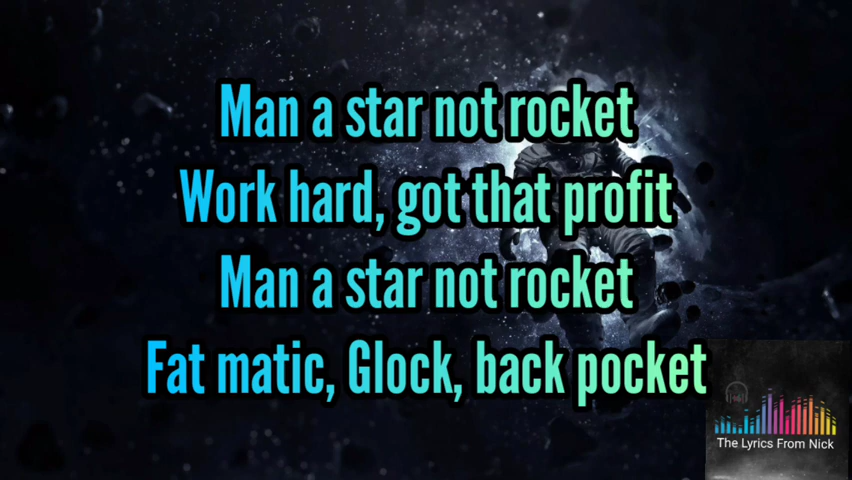 Man a star not rocket
Work hard, got that profit
Man a star not rocket
Fat matic, Glock, back pocket
The Lyrics From Nick